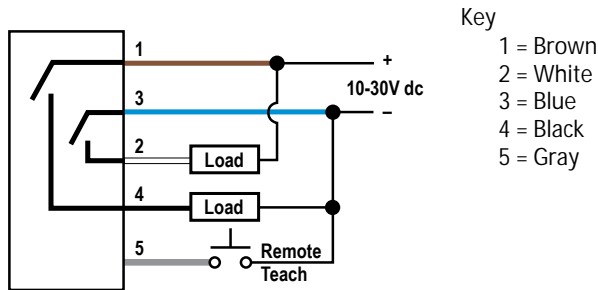 1
+
10-30V dc
3
–
2
Load
4
Load
5
Remote
Teach
Key
1 = Brown
2 = White
3 = Blue
4 = Black
5 = Gray